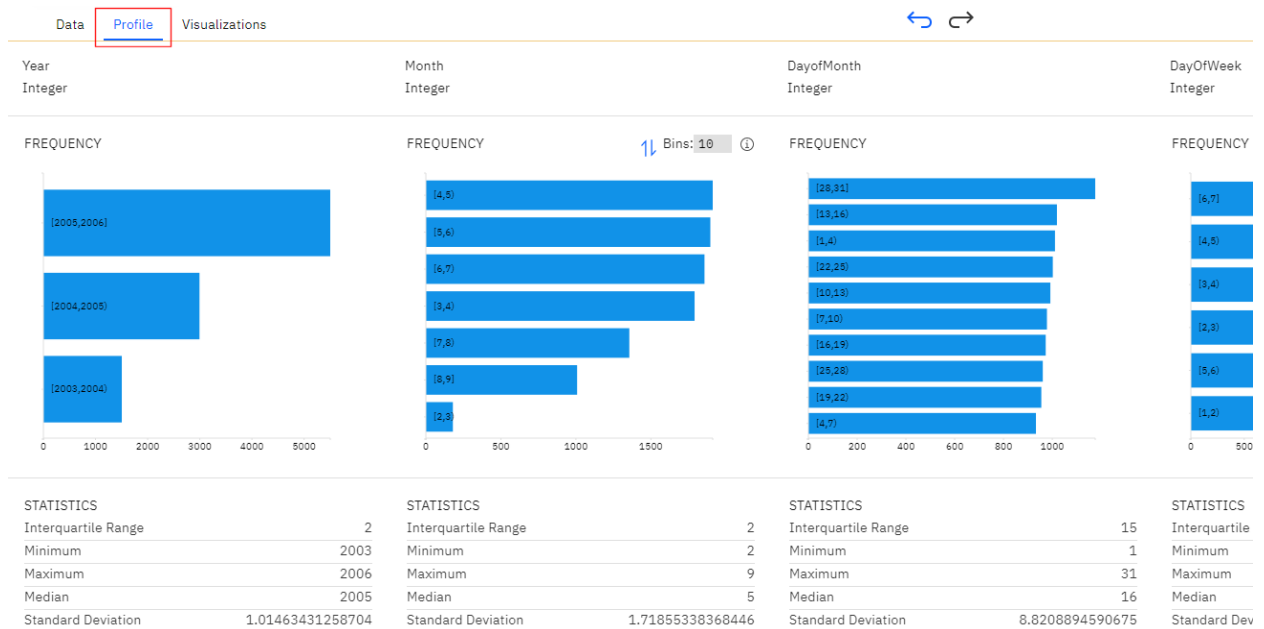 Data Profile Visualizations
Year Month DayofMonth DayOfWeek
Integer Integer Integer Integer
FREQUENCY
[2005,2006]
[2004,2005)
[2003,2004)
0 1000 2000 3000 4000 5000
FREQUENCY Bins: 10
[4,5)
[5,6)
[6,7)
[3,4)
[7,8)
[8,9]
[2,3)
0 500 1000 1500
FREQUENCY
[28,31]
[13,16)
[1,4)
[22,25)
[10,13)
[7,10)
[16,19)
[25,28)
[19,22)
[4,7)
0 200 400 600 800 1000
FREQUENCY
[6,7]
[4,5)
[3,4)
[2,3)
[5,6)
[1,2)
0 500
STATISTICS
Interquartile Range 2
Minimum 2003
Maximum 2006
Median 2005
Standard Deviation 1.01463431258704
STATISTICS
Interquartile Range 2
Minimum 2
Maximum 9
Median 5
Standard Deviation 1.71855338368446
STATISTICS
Interquartile Range 15
Minimum 1
Maximum 31
Median 16
Standard Deviation 8.8208894590675
STATISTICS
Interquartile
Minimum
Maximum
Median
Standard Dev